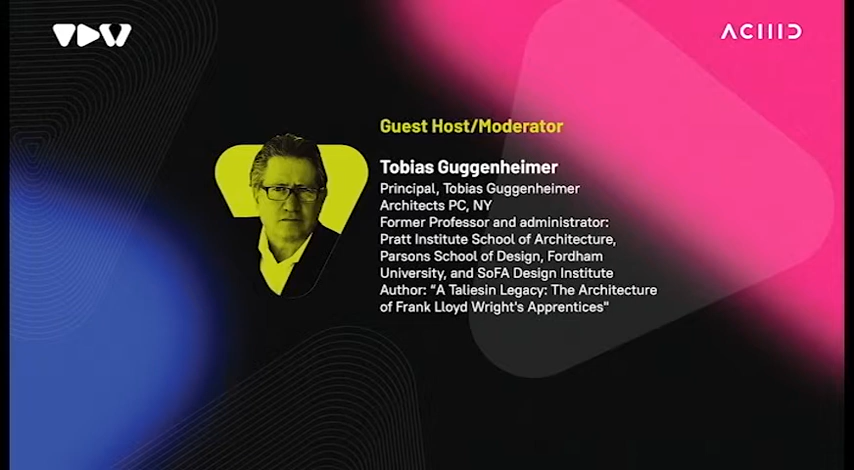 VDW
ACIIID
Guest Host/Moderator
Tobias Guggenheimer
Principal, Tobias Guggenheimer
Architects PC, NY
Former Professor and administrator:
Pratt Institute School of Architecture,
Parsons School of Design, Fordham
University, and SoFA Design Institute
Author: “A Taliesin Legacy: The Architecture
of Frank Lloyd Wright's Apprentices"